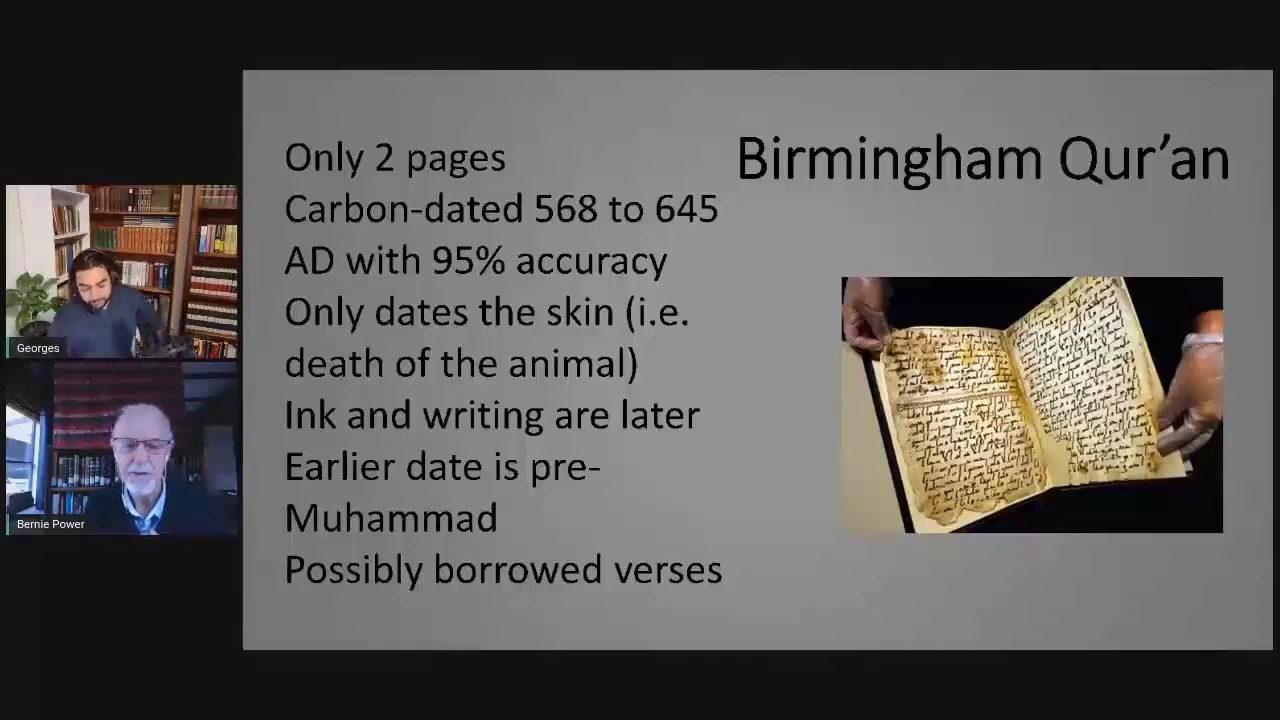 Birmingham Qur’an
Only 2 pages
Carbon-dated 568 to 645
AD with 95% accuracy
Only dates the skin (i.e.
death of the animal)
Ink and writing are later
Earlier date is pre-
Muhammad
Possibly borrowed verses
Georges
Bernie Power